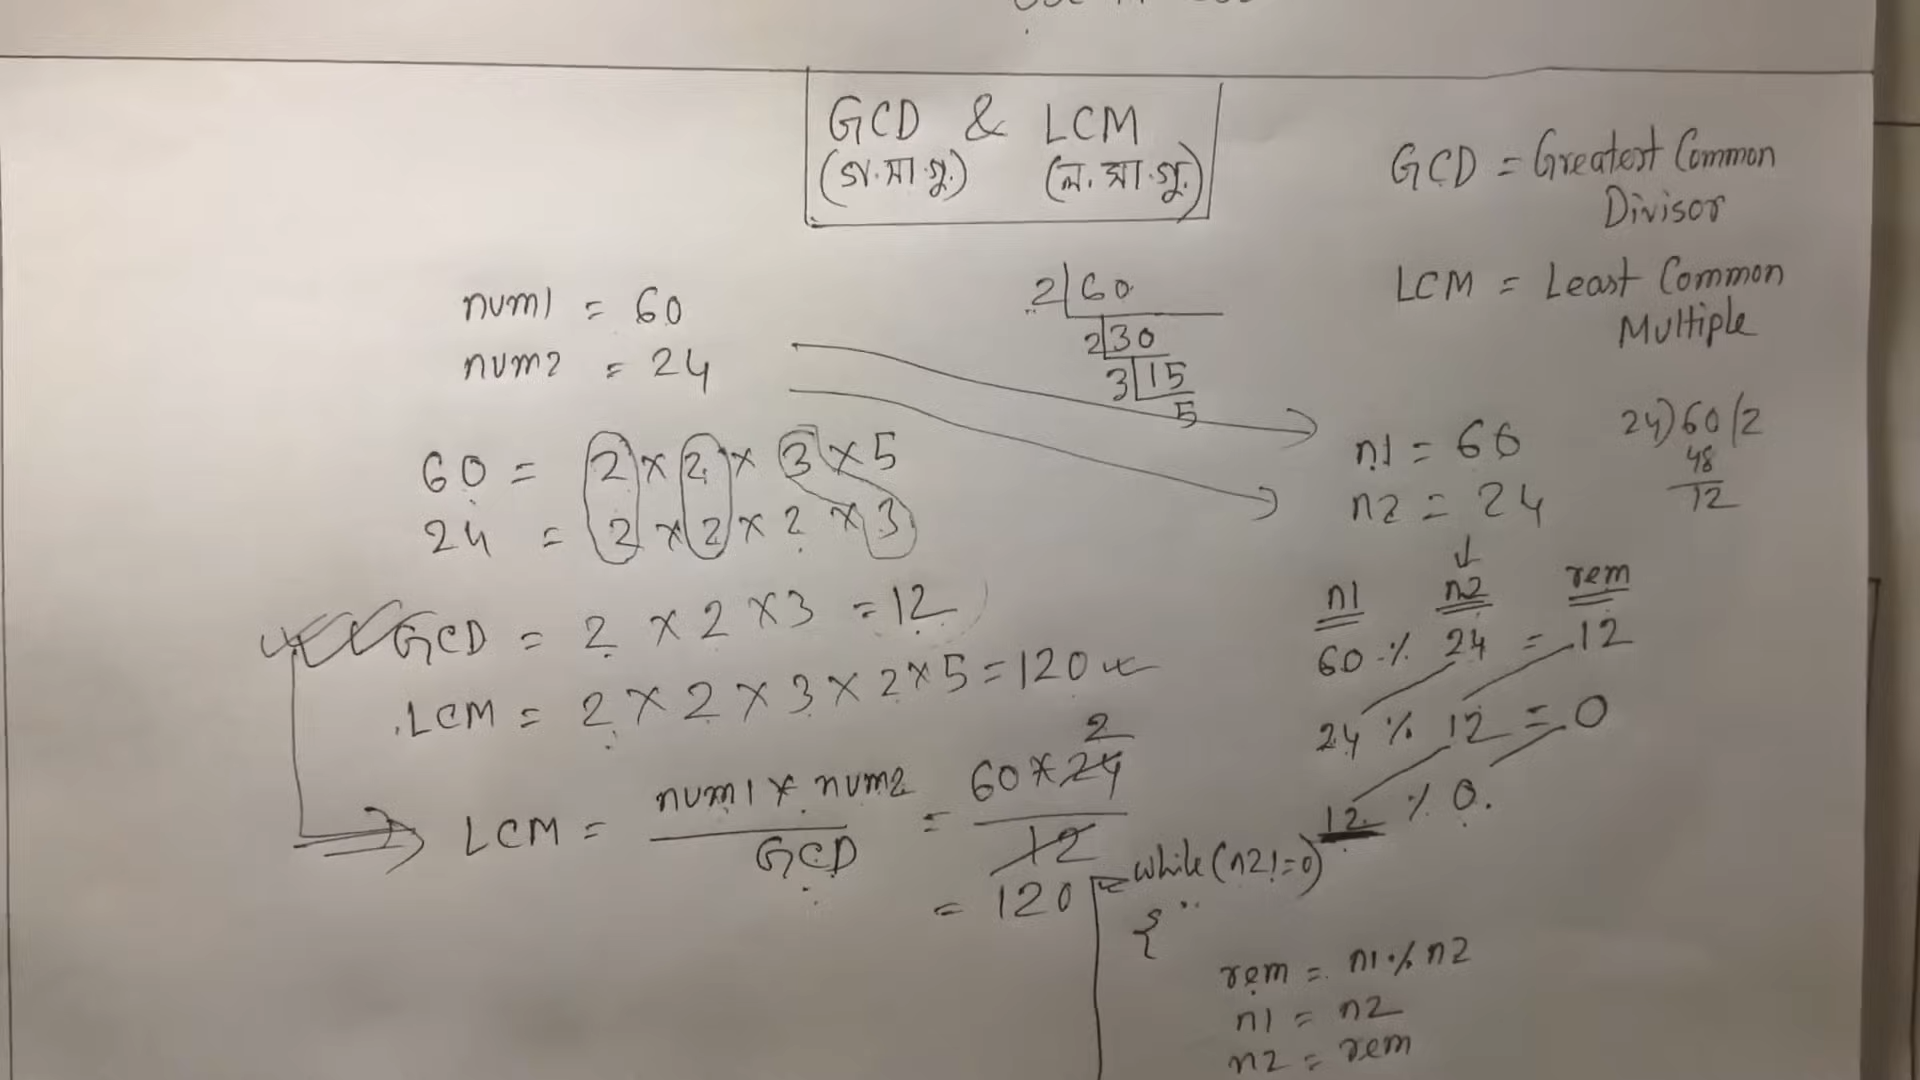 GCD & LCM
(গ.সা.গু.) (ল.সা.গু.)
GCD = Greatest Common
Divisor
LCM = Least Common
Multiple
num1 = 60
num2 = 24
2 60
2 30
3 15
5
60 = 2 × 2 × 3 × 5
24 = 2 × 2 × 2 × 3
GCD = 2 × 2 × 3 = 12
LCM = 2 × 2 × 3 × 2 × 5 = 120
LCM = num1 * num2 / GCD = 60 * 24 / 12
2
= 120
n1 = 60
n2 = 24
24)60(2
48
12
n1 n2 rem
60 % 24 = 12
24 % 12 = 0
12 % 0.
while (n2!=0)
{
rem = n1 % n2
n1 = n2
n2 = rem